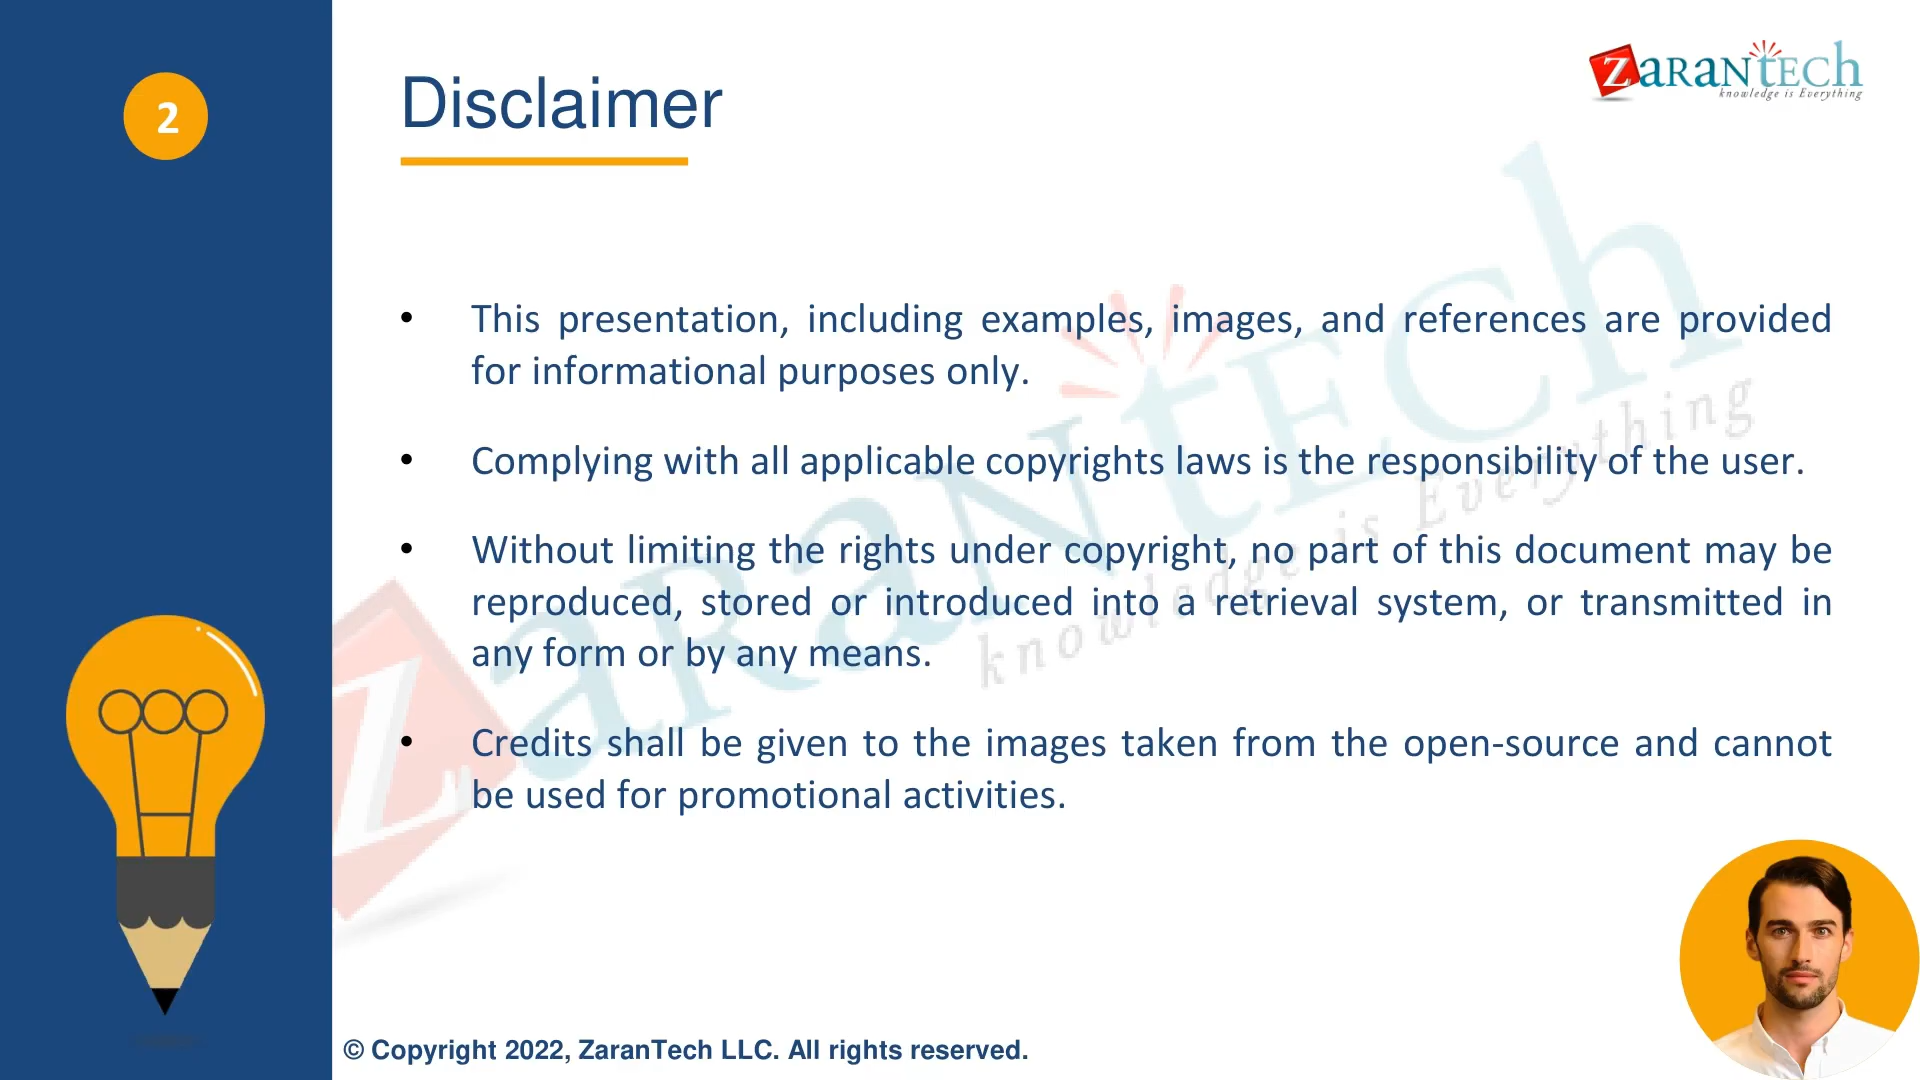 2
Disclaimer
ZARANTECH
knowledge is Everything
• This presentation, including examples, images, and references are provided
for informational purposes only.
• Complying with all applicable copyrights laws is the responsibility of the user.
• Without limiting the rights under copyright, no part of this document may be
reproduced, stored or introduced into a retrieval system, or transmitted in
any form or by any means.
• Credits shall be given to the images taken from the open-source and cannot
be used for promotional activities.
ZARANTECH
knowledge is Everything
© Copyright 2022, ZaranTech LLC. All rights reserved.